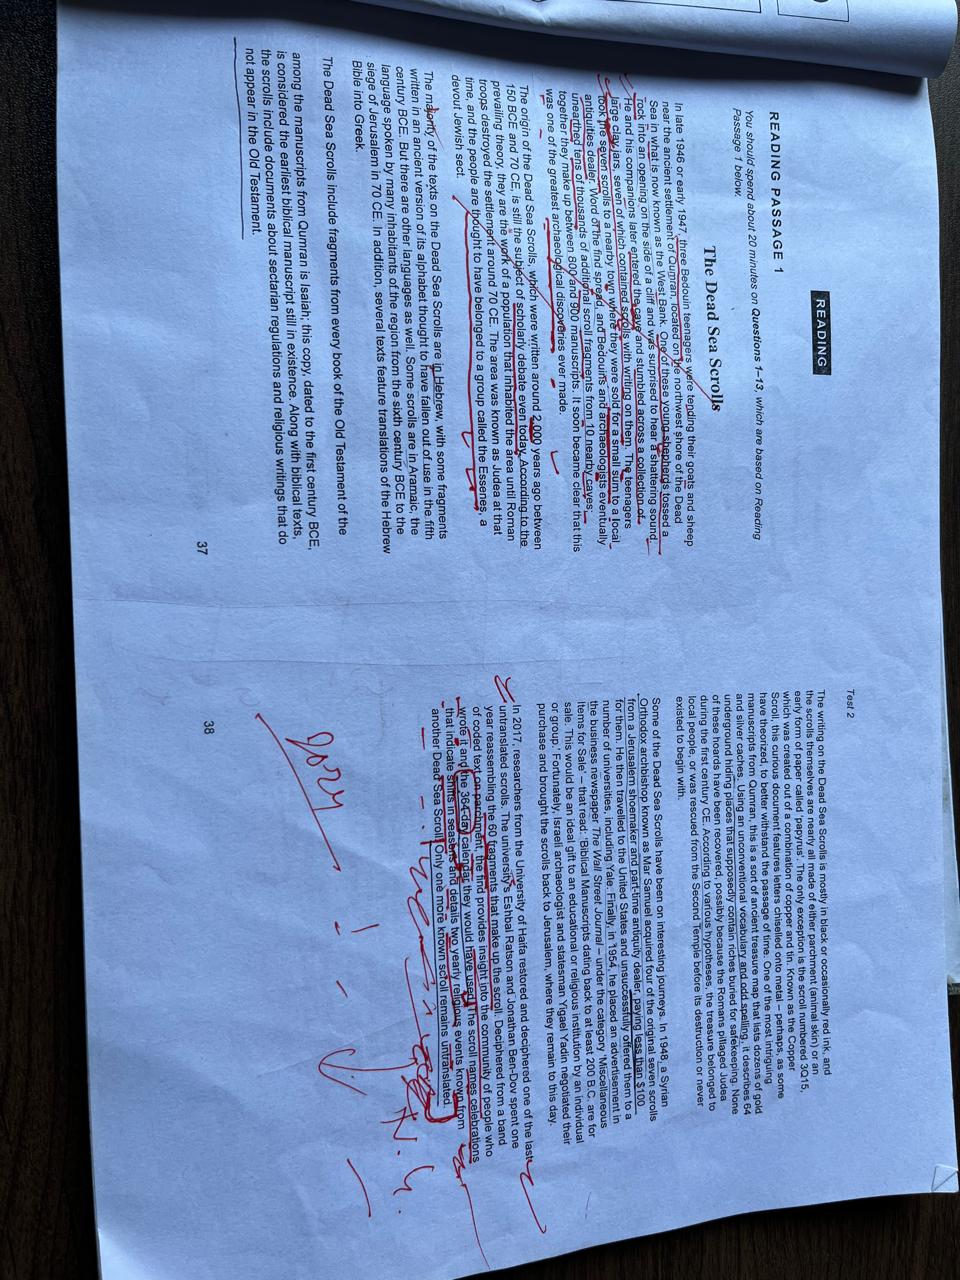 READING
READING PASSAGE 1
You should spend about 20 minutes on Questions 1–13, which are based on Reading
Passage 1 below.
The Dead Sea Scrolls
In late 1946 or early 1947, three Bedouin teenagers were tending their goats and sheep
near the ancient settlement of Qumran, located on the northwest shore of the Dead
Sea in what is now known as the West Bank. One of these young shepherds tossed a
rock into an opening on the side of a cliff and was surprised to hear a shattering sound.
He and his companions later entered the cave and stumbled across a collection of
large clay jars, seven of which contained scrolls with writing on them. The teenagers
took the seven scrolls to a nearby town where they were sold for a small sum to a local
antiquities dealer. Word of the find spread, and Bedouins and archaeologists eventually
unearthed tens of thousands of additional scroll fragments from 10 nearby caves;
together they make up between 800 and 900 manuscripts. It soon became clear that this
was one of the greatest archaeological discoveries ever made.
The origin of the Dead Sea Scrolls, which were written around 2,000 years ago between
150 BCE and 70 CE, is still the subject of scholarly debate even today. According to the
prevailing theory, they are the work of a population that inhabited the area until Roman
troops destroyed the settlement around 70 CE. The area was known as Judea at that
time, and the people are thought to have belonged to a group called the Essenes, a
devout Jewish sect.
The majority of the texts on the Dead Sea Scrolls are in Hebrew, with some fragments
written in an ancient version of its alphabet thought to have fallen out of use in the fifth
century BCE. But there are other languages as well. Some scrolls are in Aramaic, the
language spoken by many inhabitants of the region from the sixth century BCE to the
siege of Jerusalem in 70 CE. In addition, several texts feature translations of the Hebrew
Bible into Greek.
The Dead Sea Scrolls include fragments from every book of the Old Testament of the
among the manuscripts from Qumran is Isaiah; this copy, dated to the first century BCE,
is considered the earliest biblical manuscript still in existence. Along with biblical texts,
the scrolls include documents about sectarian regulations and religious writings that do
not appear in the Old Testament.
37
Test 2
The writing on the Dead Sea Scrolls is mostly in black or occasionally red ink, and
the scrolls themselves are nearly all made of either parchment (animal skin) or an
early form of paper called 'papyrus'. The only exception is the scroll numbered 3Q15,
which was created out of a combination of copper and tin. Known as the Copper
Scroll, this curious document features letters chiselled onto metal – perhaps, as some
have theorized, to better withstand the passage of time. One of the most intriguing
manuscripts from Qumran, this is a sort of ancient treasure map that lists dozens of gold
and silver caches. Using an unconventional vocabulary and odd spelling, it describes 64
underground hiding places that supposedly contain riches buried for safekeeping. None
of these hoards have been recovered, possibly because the Romans pillaged Judea
during the first century CE. According to various hypotheses, the treasure belonged to
local people, or was rescued from the Second Temple before its destruction or never
existed to begin with.
Some of the Dead Sea Scrolls have been on interesting journeys. In 1948, a Syrian
Orthodox archbishop known as Mar Samuel acquired four of the original seven scrolls
from a Jerusalem shoemaker and part-time antiquity dealer, paying less than $100
for them. He then travelled to the United States and unsuccessfully offered them to a
number of universities, including Yale. Finally, in 1954, he placed an advertisement in
the business newspaper The Wall Street Journal – under the category 'Miscellaneous
Items for Sale' – that read: 'Biblical Manuscripts dating back to at least 200 B.C. are for
sale. This would be an ideal gift to an educational or religious institution by an individual
or group.' Fortunately, Israeli archaeologist and statesman Yigael Yadin negotiated their
purchase and brought the scrolls back to Jerusalem, where they remain to this day.
In 2017, researchers from the University of Haifa restored and deciphered one of the last
untranslated scrolls. The university's Eshbal Ratson and Jonathan Ben-Dov spent one
year reassembling the 60 fragments that make up the scroll. Deciphered from a band
of coded text on parchment, the find provides insight into the community of people who
wrote it and the 364-day calendar they would have used. The scroll names celebrations
that indicate shifts in seasons and details two yearly religious events known from
another Dead Sea Scroll. Only one more known scroll remains untranslated.
N.G.
2024
38